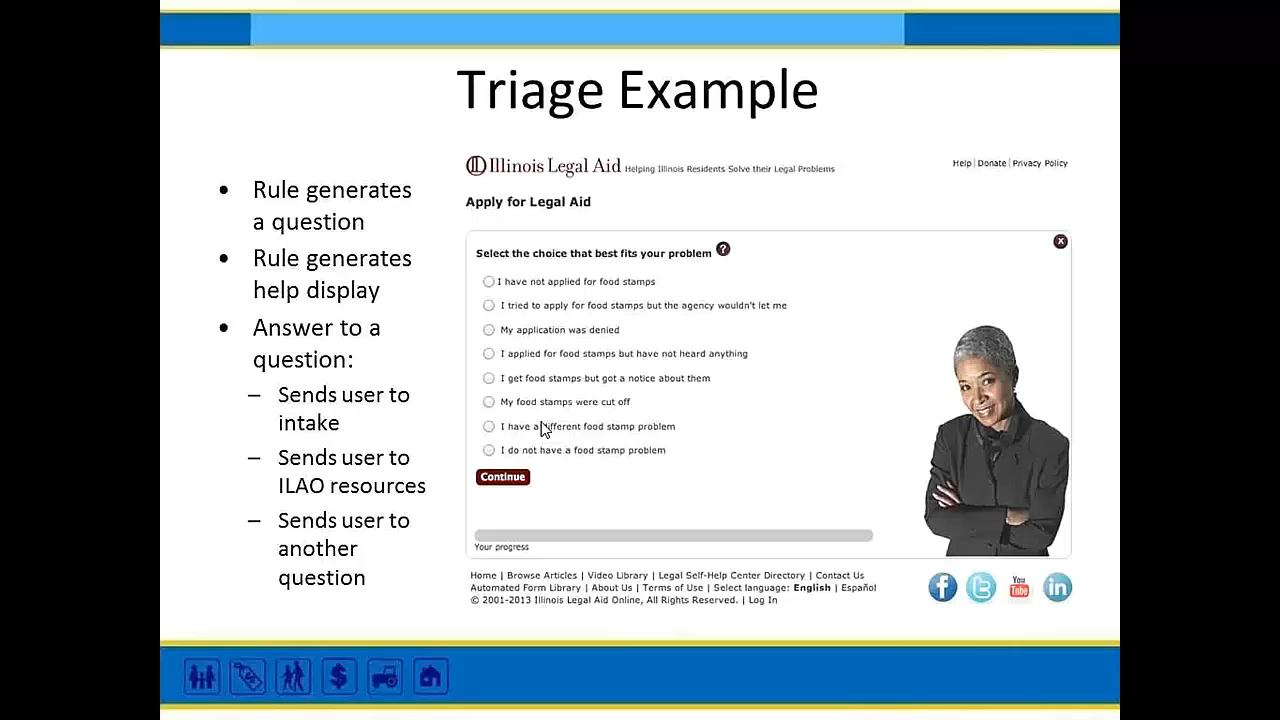 Triage Example
• Rule generates
a question
• Rule generates
help display
• Answer to a
question:
– Sends user to
intake
– Sends user to
ILAO resources
– Sends user to
another
question
Illinois Legal Aid Helping Illinois Residents Solve their Legal Problems
Help | Donate | Privacy Policy
Apply for Legal Aid
Select the choice that best fits your problem ?
x
I have not applied for food stamps
I tried to apply for food stamps but the agency wouldn't let me
My application was denied
I applied for food stamps but have not heard anything
I get food stamps but got a notice about them
My food stamps were cut off
I have a different food stamp problem
I do not have a food stamp problem
Continue
Your progress
Home | Browse Articles | Video Library | Legal Self-Help Center Directory | Contact Us
Automated Form Library | About Us | Terms of Use | Select language: English | Español
© 2001-2013 Illinois Legal Aid Online, All Rights Reserved. | Log In
f
t
You Tube
in
$